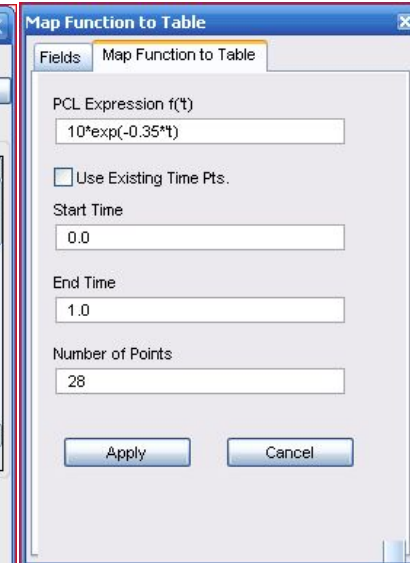 Map Function to Table
Fields Map Function to Table
PCL Expression f('t)
10*exp(-0.35*'t)
Use Existing Time Pts.
Start Time
0.0
End Time
1.0
Number of Points
28
Apply Cancel